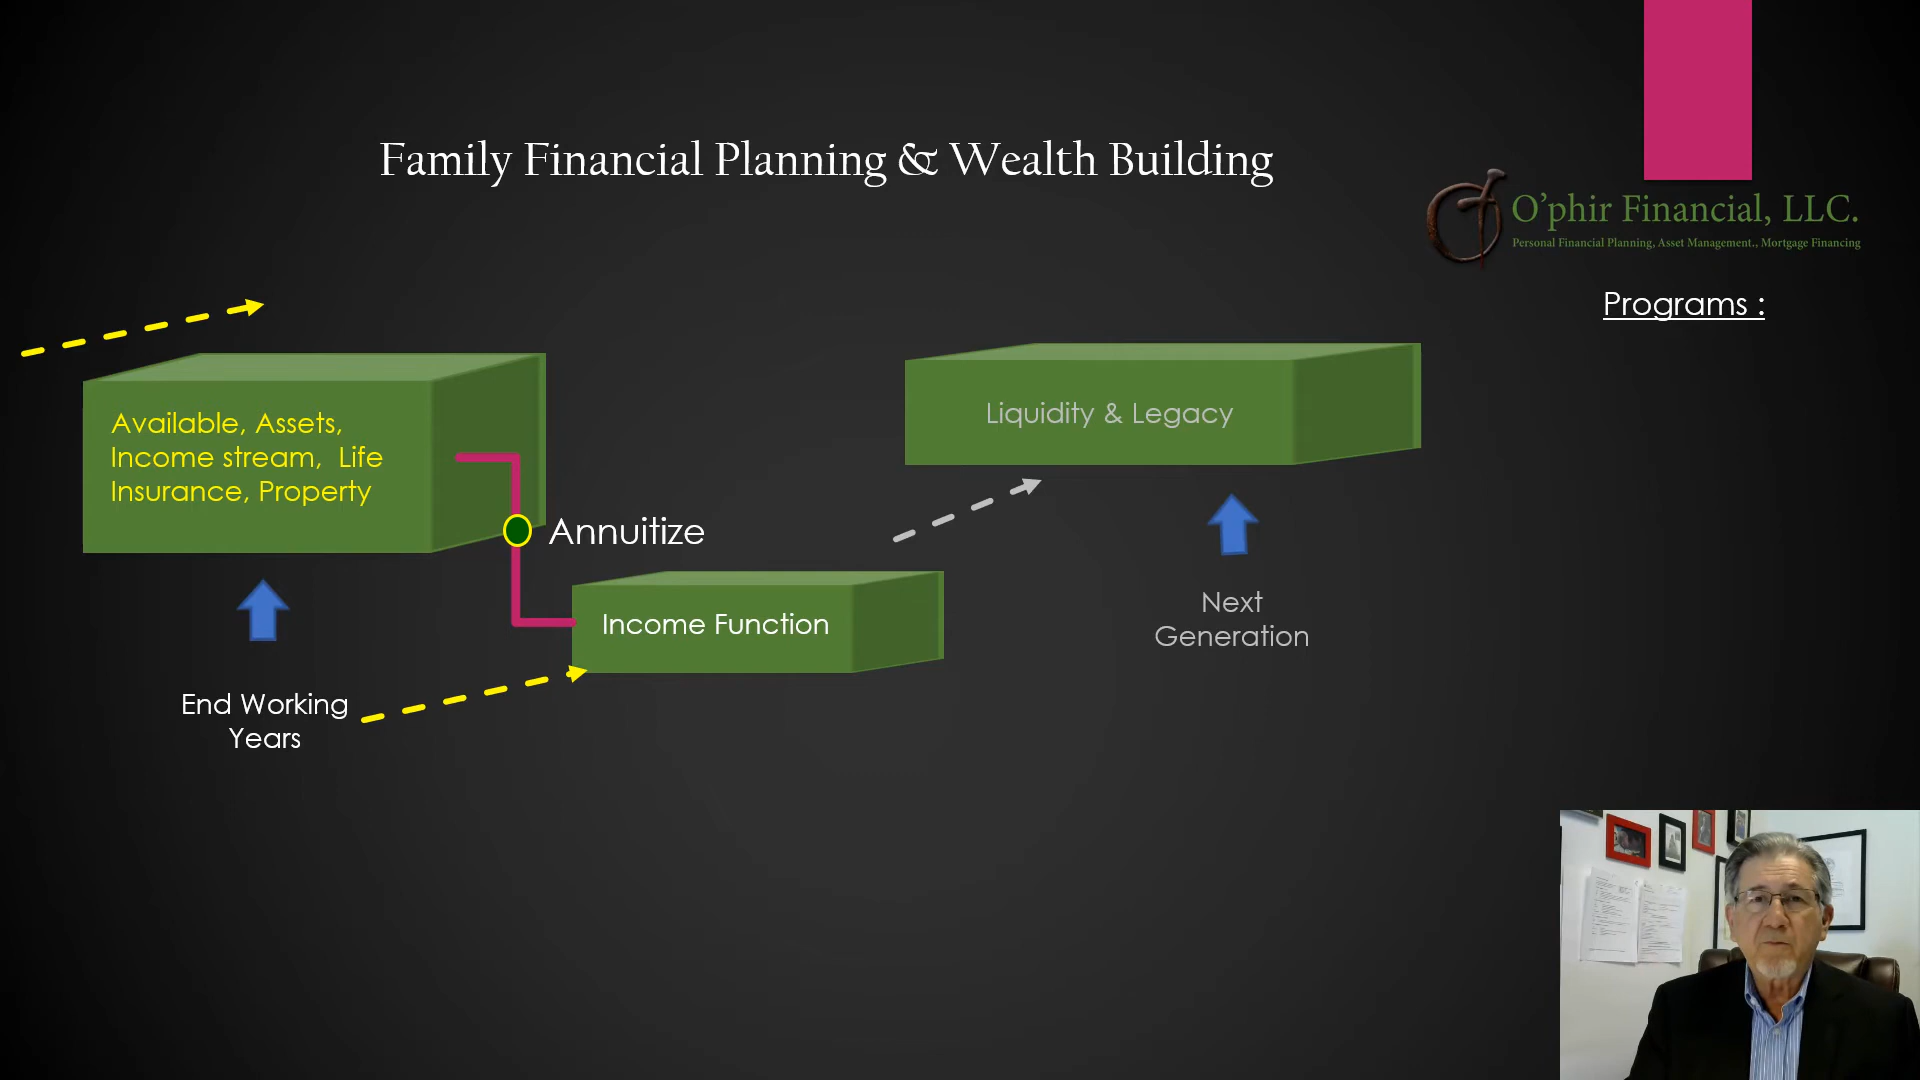 Family Financial Planning & Wealth Building
O'phir Financial, LLC.
Personal Financial Planning, Asset Management., Mortgage Financing
Programs :
Available, Assets,
Income stream,  Life
Insurance, Property
Liquidity & Legacy
Annuitize
Income Function
Next
Generation
End Working
Years